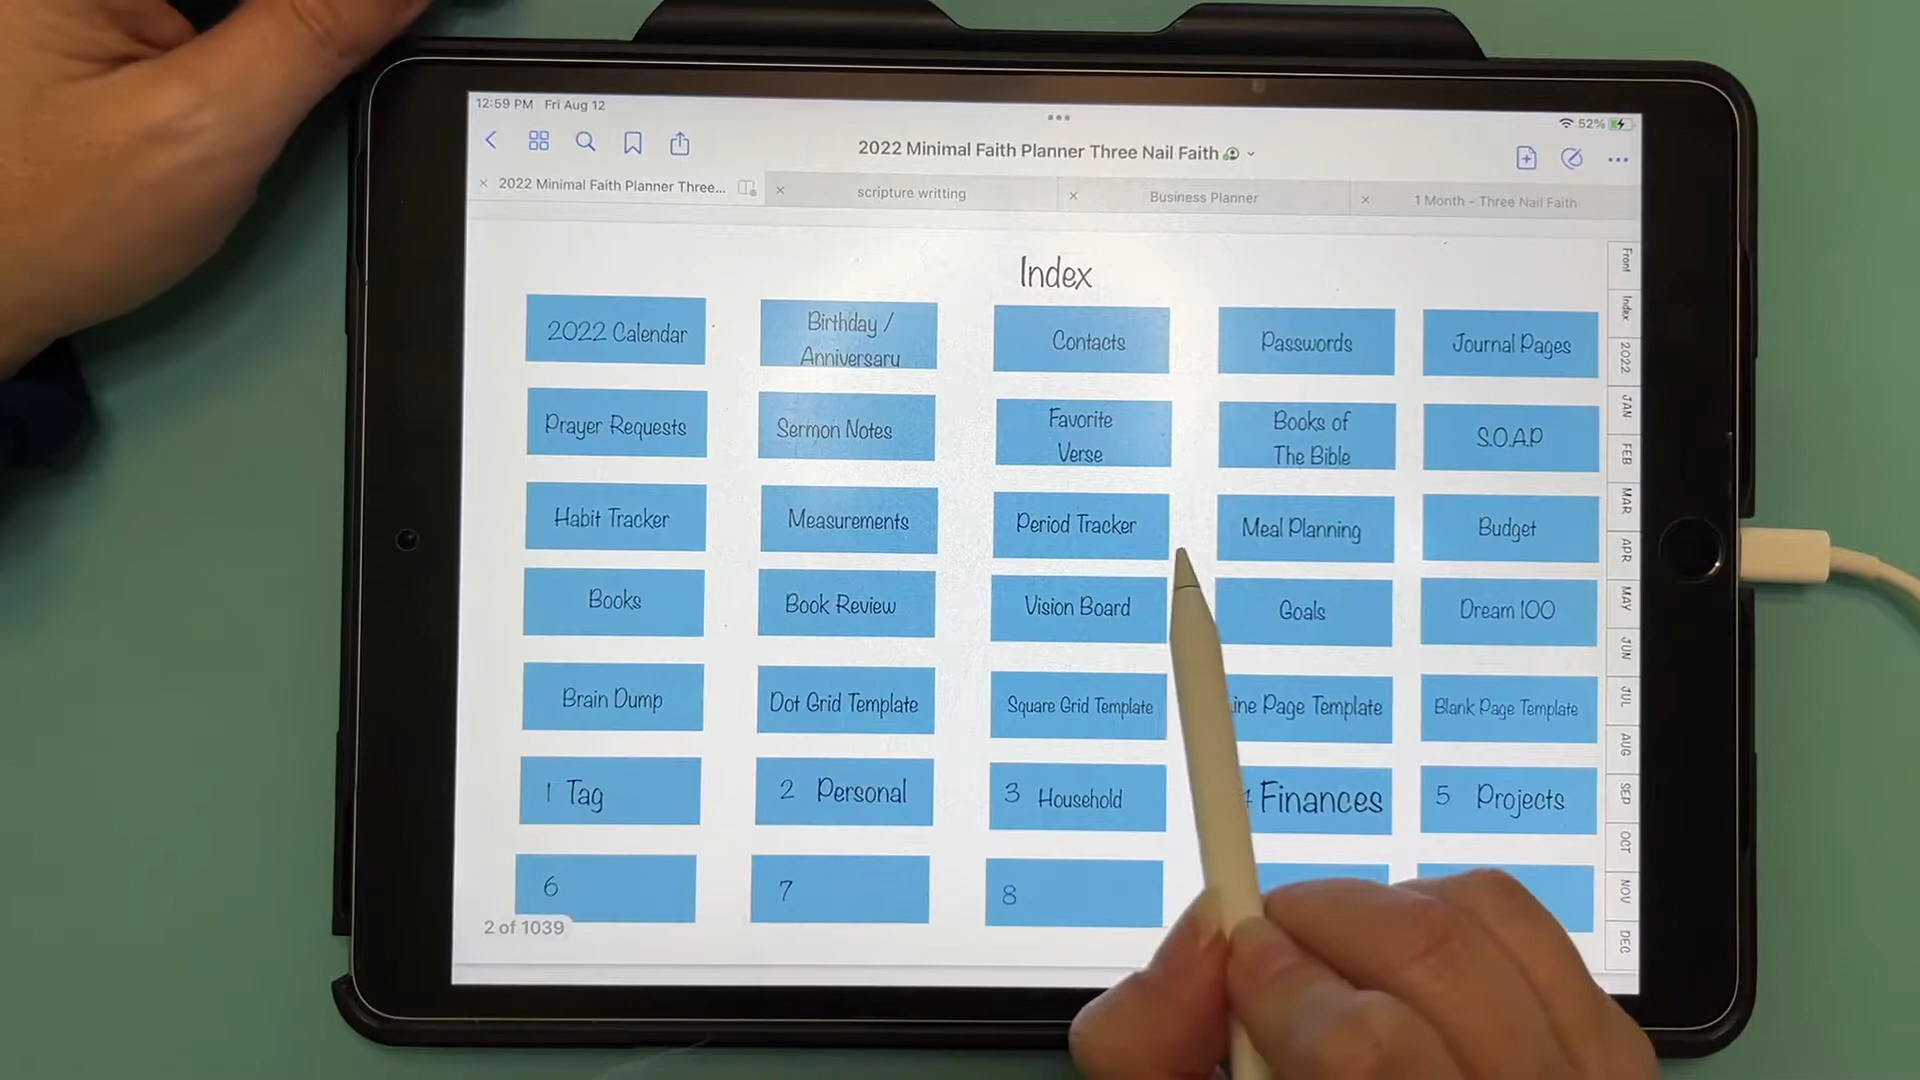 12:59 PM Fri Aug 12
52%
2022 Minimal Faith Planner Three Nail Faith
2022 Minimal Faith Planner Three...
scripture writting
Business Planner
1 Month - Three Nail Faith
Index
2022 Calendar
Birthday /
Anniversary
Contacts
Passwords
Journal Pages
Prayer Requests
Sermon Notes
Favorite
Verse
Books of
The Bible
S.O.A.P
Habit Tracker
Measurements
Period Tracker
Meal Planning
Budget
Books
Book Review
Vision Board
Goals
Dream 100
Brain Dump
Dot Grid Template
Square Grid Template
ine Page Template
Blank Page Template
1 Tag
2 Personal
3 Household
Finances
5 Projects
6
7
8
2 of 1039
Front
Index
2022
JAN
FEB
MAR
APR
MAY
JUN
JUL
AUG
SEP
OCT
NOV
DEC